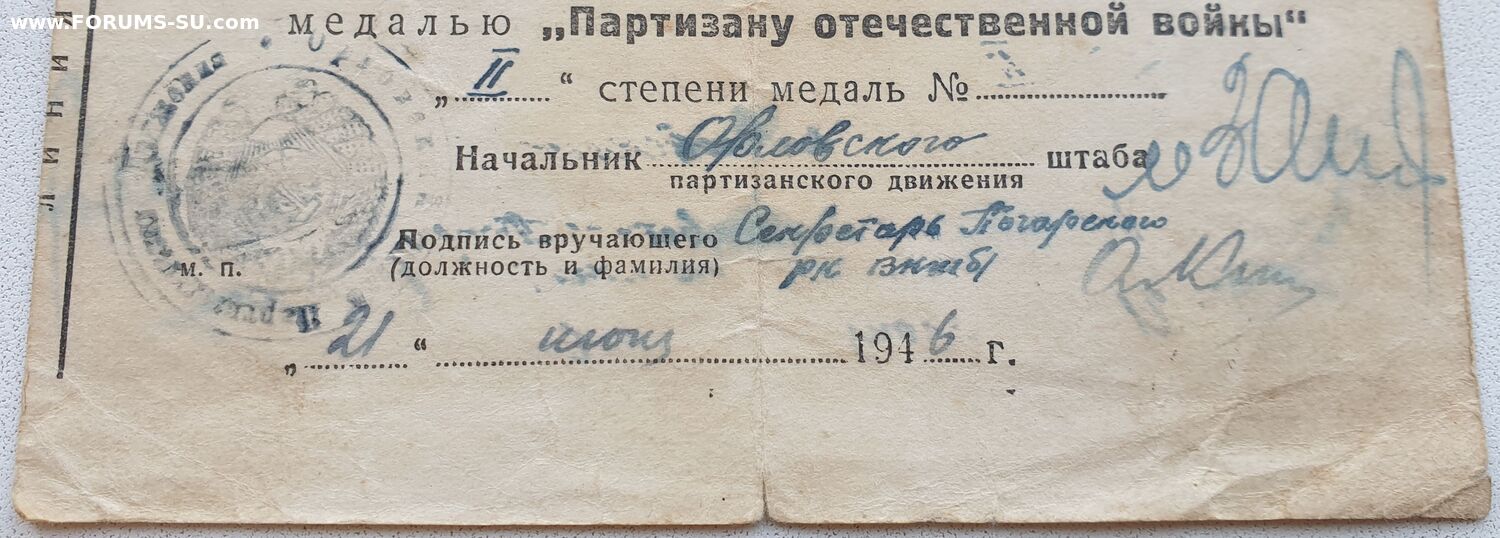 www.FORUMS-SU.com
медалью „Партизану отечественной войны“
„ II “ степени медаль №
Начальник Орловского штаба
партизанского движения
Подпись вручающего Секретарь Погарского
(должность и фамилия) рк вкпб/
м. п.
„ 21 “ июня 1946 г.